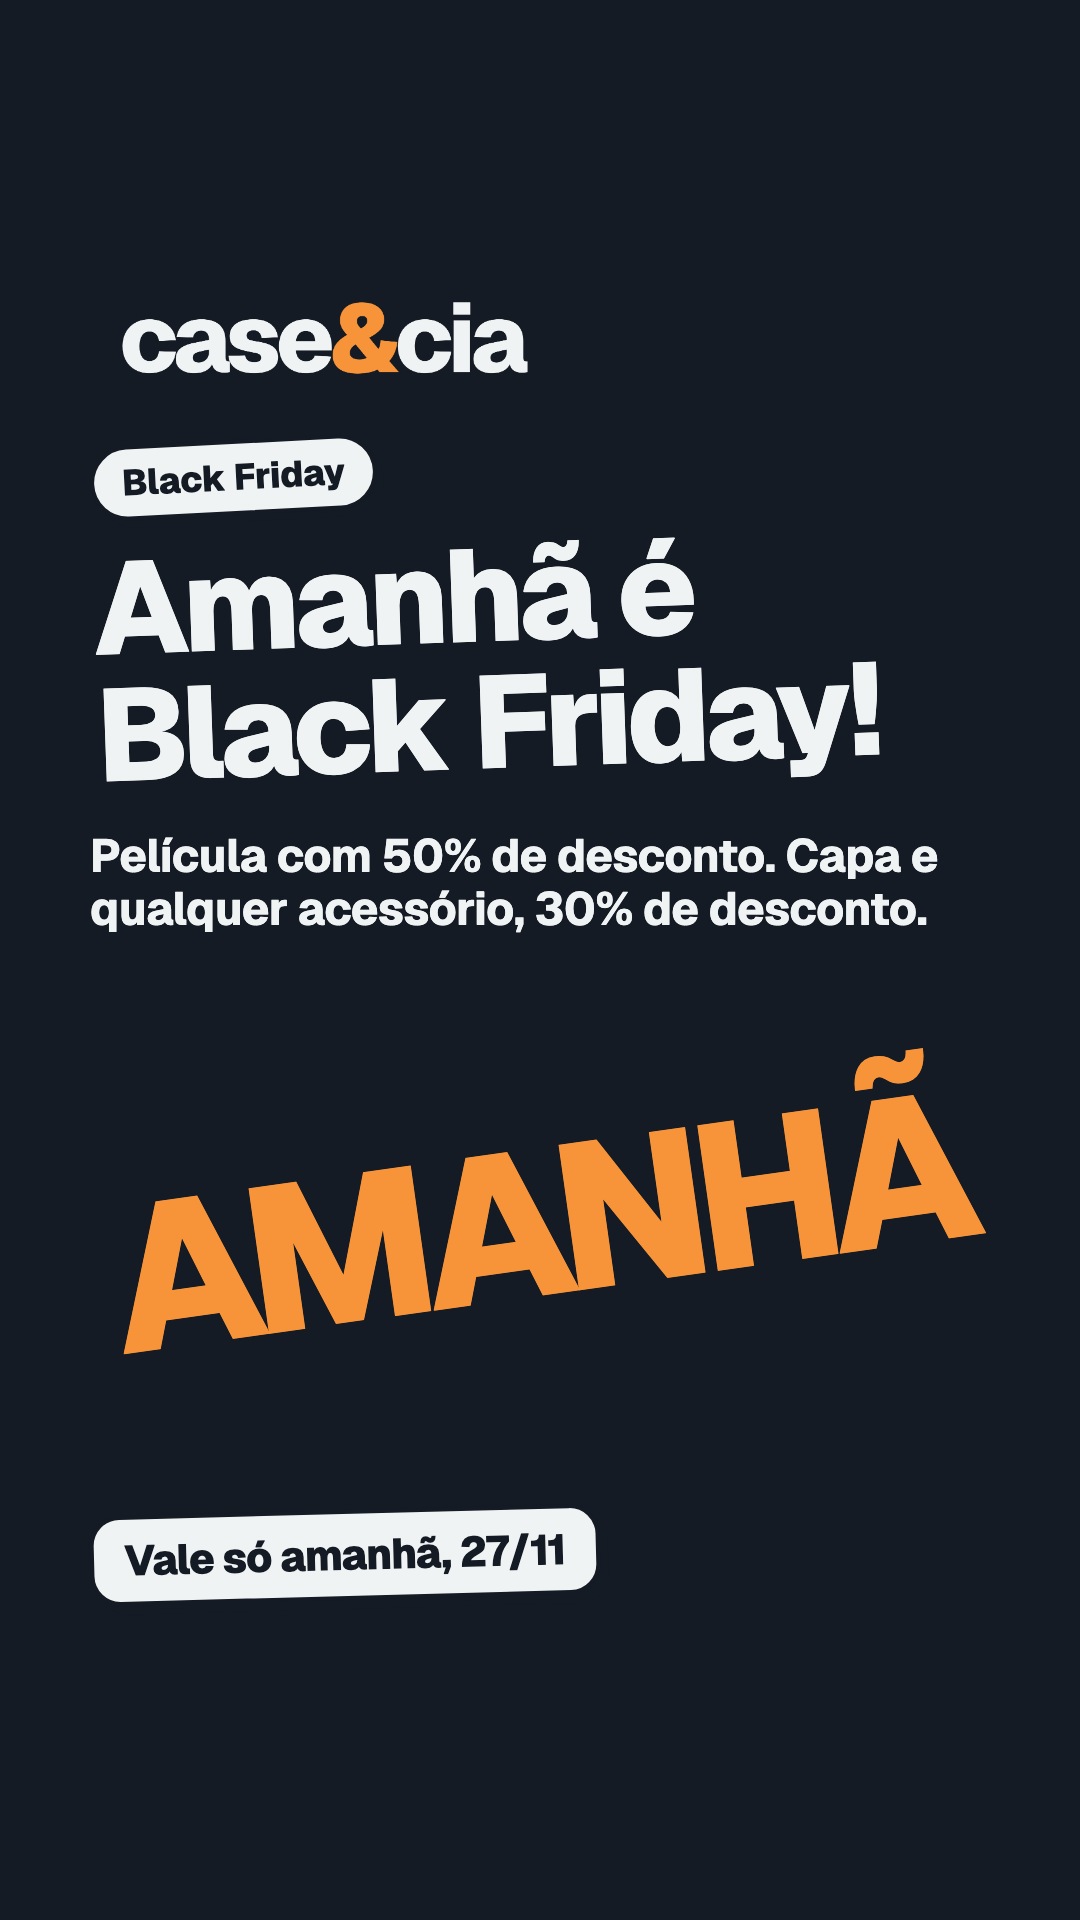 case&cia
Black Friday
Amanhã é
Black Friday!
Película com 50% de desconto. Capa e
qualquer acessório, 30% de desconto.
AMANHÃ
Vale só amanhã, 27/11